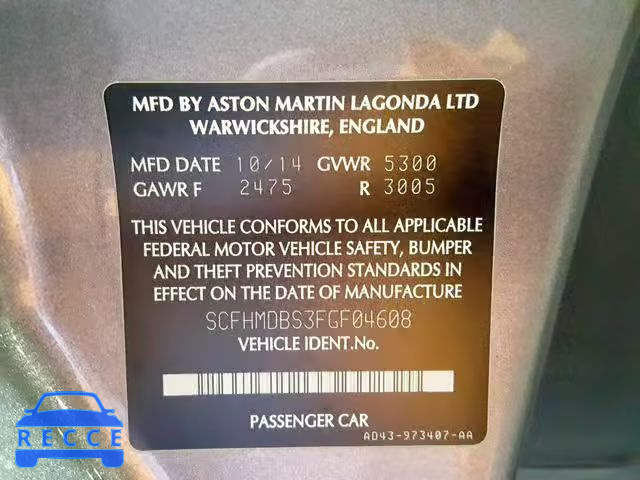 MFD BY ASTON MARTIN LAGONDA LTD
WARWICKSHIRE, ENGLAND
MFD DATE 10/14 GVWR 5300
GAWR F 2475 R 3005
THIS VEHICLE CONFORMS TO ALL APPLICABLE
FEDERAL MOTOR VEHICLE SAFETY, BUMPER
AND THEFT PREVENTION STANDARDS IN
EFFECT ON THE DATE OF MANUFACTURE
SCFHMDBS3FGF04608
VEHICLE IDENT.No.
PASSENGER CAR
AD43-973407-AA
RECCE